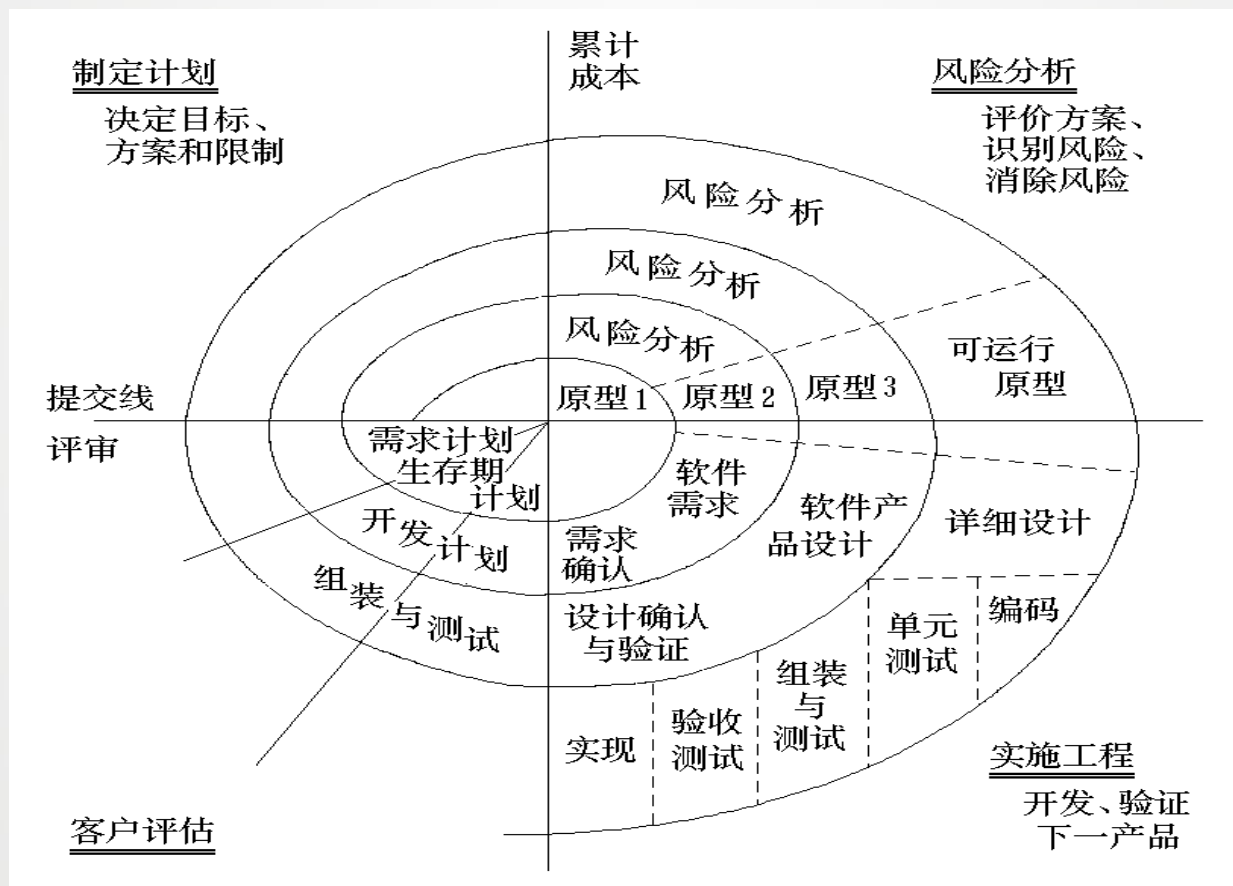 制定计划
决定目标、
方案和限制
累计
成本
风险分析
评价方案、
识别风险、
消除风险
风险分析
风险分析
风险分析
可运行
原型
原型1
原型2
原型3
提交线
评审
需求计划
生存期
计划
开发计划
组装与测试
软件
需求
需求
确认
软件产
品设计
设计确认
与验证
详细设计
编码
单元
测试
组装
与
测试
验收
测试
实现
实施工程
开发、验证
下一产品
客户评估